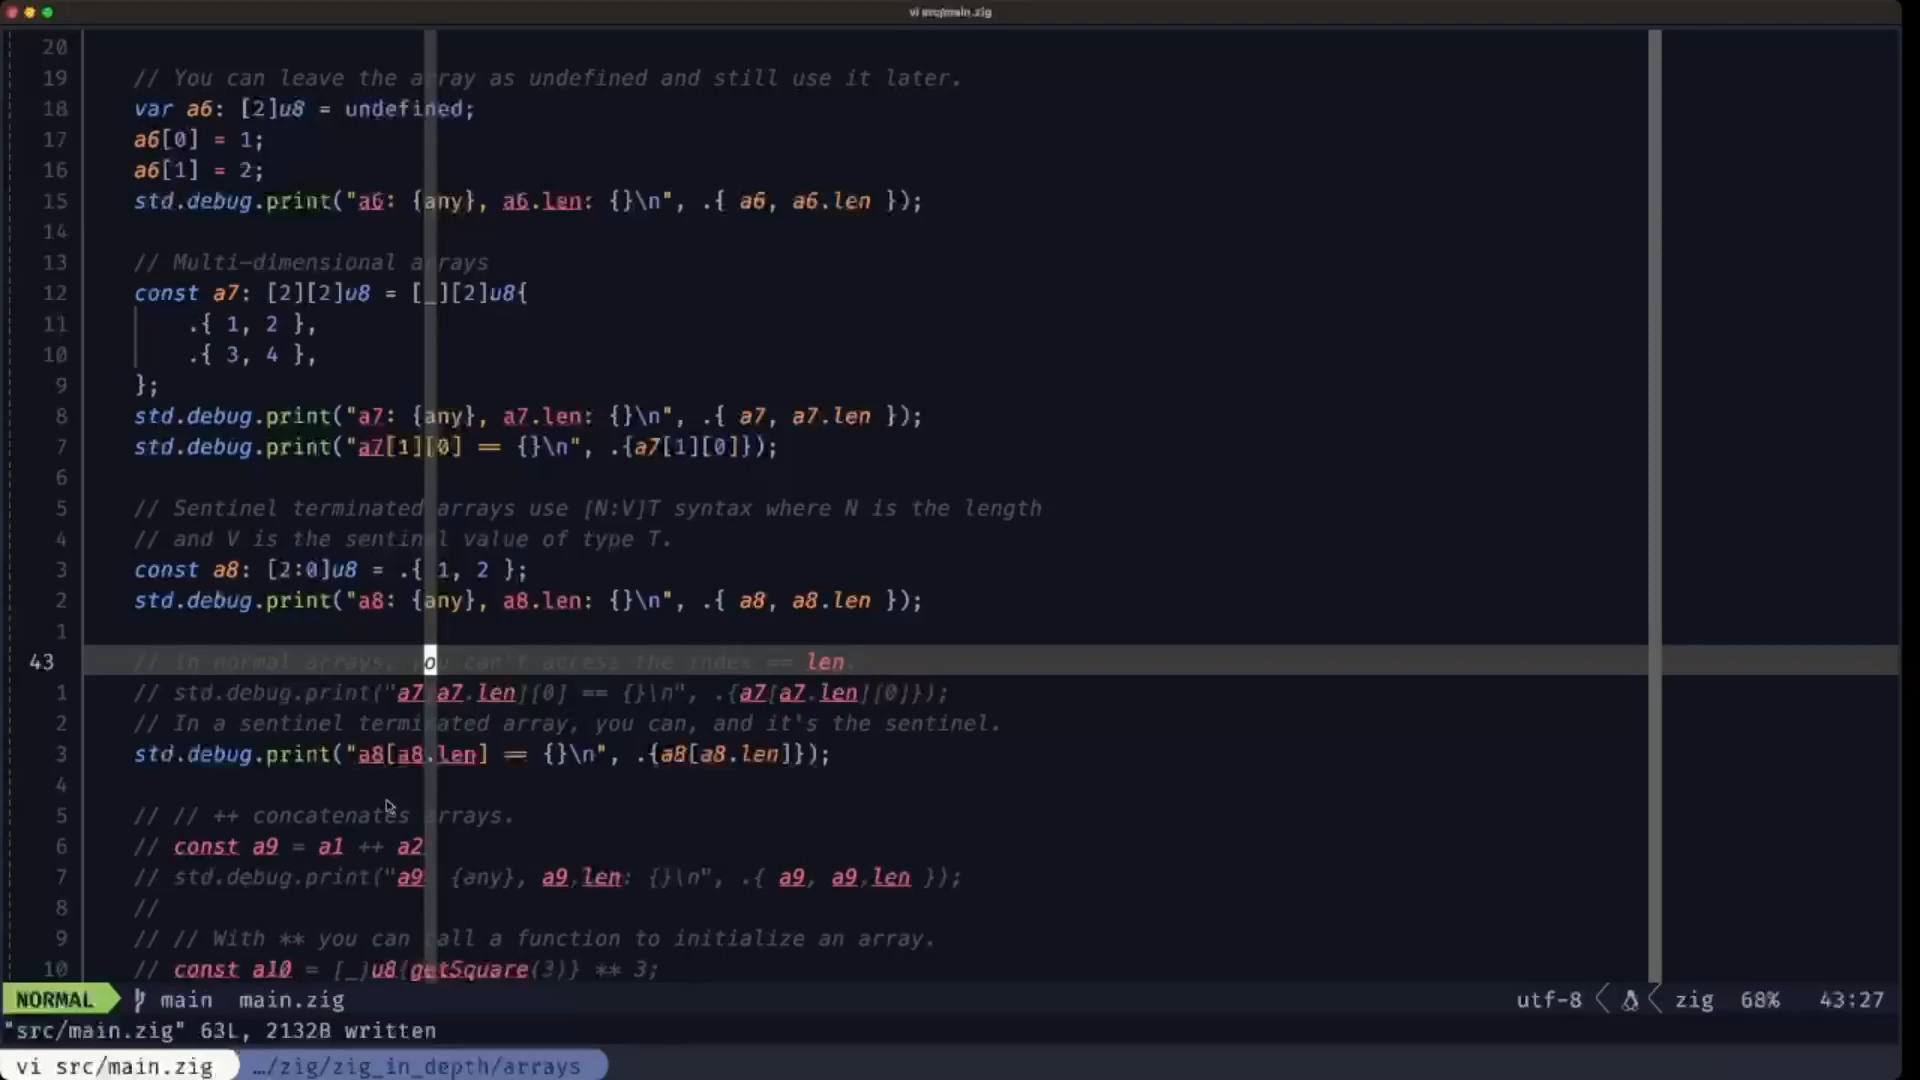 vi src/main.zig
20
19 // You can leave the array as undefined and still use it later.
18 var a6: [2]u8 = undefined;
17 a6[0] = 1;
16 a6[1] = 2;
15 std.debug.print("a6: {any}, a6.len: {}\n", .{ a6, a6.len });
14
13 // Multi-dimensional arrays
12 const a7: [2][2]u8 = [_][2]u8{
11 .{ 1, 2 },
10 .{ 3, 4 },
9 };
8 std.debug.print("a7: {any}, a7.len: {}\n", .{ a7, a7.len });
7 std.debug.print("a7[1][0] == {}\n", .{a7[1][0]});
6
5 // Sentinel terminated arrays use [N:V]T syntax where N is the length
4 // and V is the sentinel value of type T.
3 const a8: [2:0]u8 = .{ 1, 2 };
2 std.debug.print("a8: {any}, a8.len: {}\n", .{ a8, a8.len });
1
43 // In normal arrays, you can't access the index == len.
1 // std.debug.print("a7[a7.len][0] == {}\n", .{a7[a7.len][0]});
2 // In a sentinel terminated array, you can, and it's the sentinel.
3 std.debug.print("a8[a8.len] == {}\n", .{a8[a8.len]});
4
5 // // ++ concatenates arrays.
6 // const a9 = a1 ++ a2
7 // std.debug.print("a9: {any}, a9.len: {}\n", .{ a9, a9.len });
8 //
9 // // With ** you can call a function to initialize an array.
10 // const a10 = [_]u8{getSquare(3)} ** 3;
NORMAL main main.zig utf-8 zig 68% 43:27
"src/main.zig" 63L, 2132B written
vi src/main.zig …/zig/zig_in_depth/arrays